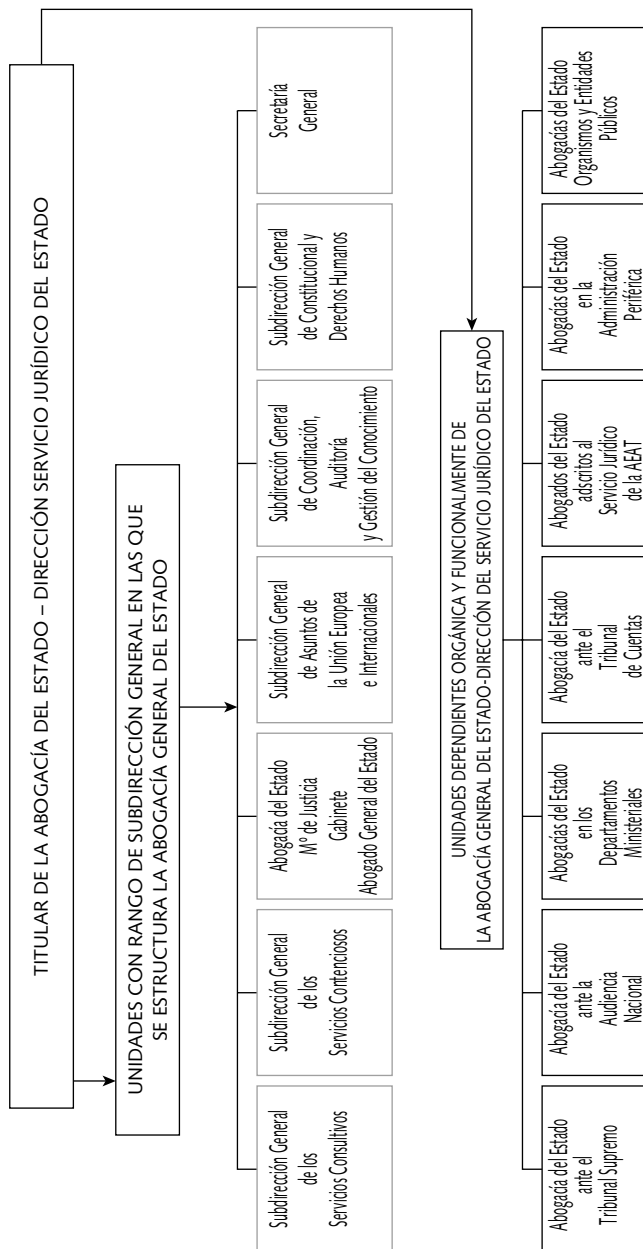 TITULAR DE LA ABOGACÍA DEL ESTADO – DIRECCIÓN SERVICIO JURÍDICO DEL ESTADO
UNIDADES CON RANGO DE SUBDIRECCIÓN GENERAL EN LAS QUE
SE ESTRUCTURA LA ABOGACÍA GENERAL DEL ESTADO
Subdirección General
de los
Servicios Consultivos
Subdirección General
de los
Servicios Contenciosos
Abogacía del Estado
Mº de Justicia
Gabinete
Abogado General del Estado
Subdirección General
de Asuntos de
la Unión Europea
e Internacionales
Subdirección General
de Coordinación,
Auditoría
y Gestión del Conocimiento
Subdirección General
de Constitucional y
Derechos Humanos
Secretaría
General
UNIDADES DEPENDIENTES ORGÁNICA Y FUNCIONALMENTE DE
LA ABOGACÍA GENERAL DEL ESTADO-DIRECCIÓN DEL SERVICIO JURÍDICO DEL ESTADO
Abogacía del Estado
ante el
Tribunal Supremo
Abogacía del Estado
ante la
Audiencia
Nacional
Abogacías del Estado
en los
Departamentos
Ministeriales
Abogacía del Estado
ante el
Tribunal
de Cuentas
Abogados del Estado
adscritos al
Servicio Jurídico
de la AEAT
Abogacías del Estado
en la
Administración
Periférica
Abogacías del Estado
Organismos y Entidades
Públicos